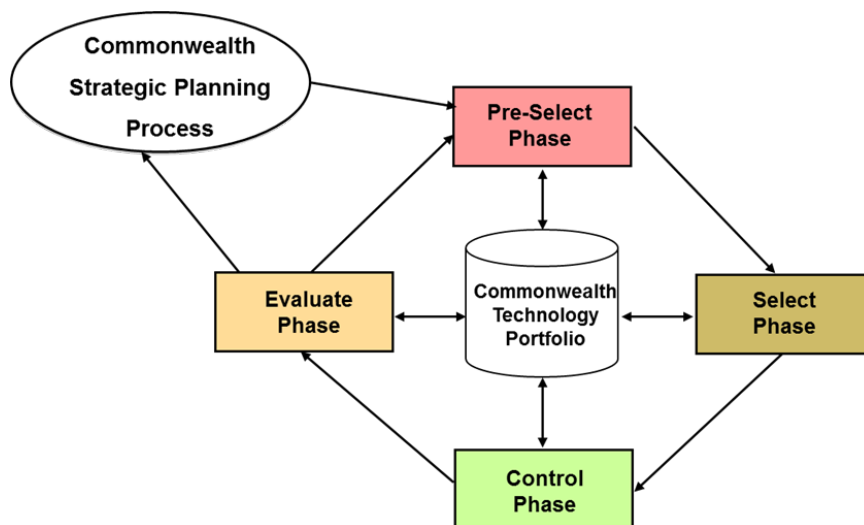 Commonwealth
Strategic Planning
Process
Pre-Select
Phase
Evaluate
Phase
Commonwealth
Technology
Portfolio
Select
Phase
Control
Phase